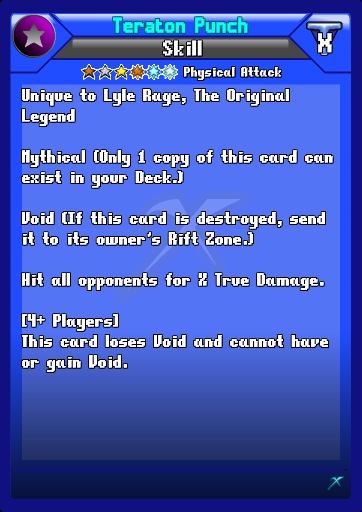 Teraton Punch
Skill
X
Physical Attack
Unique to Lyle Rage, The Original
Legend
Mythical (Only 1 copy of this card can
exist in your Deck.)
Void (If this card is destroyed, send
it to its owner's Rift Zone.)
Hit all opponents for X True Damage.
[4+ Players]
This card loses Void and cannot have
or gain Void.